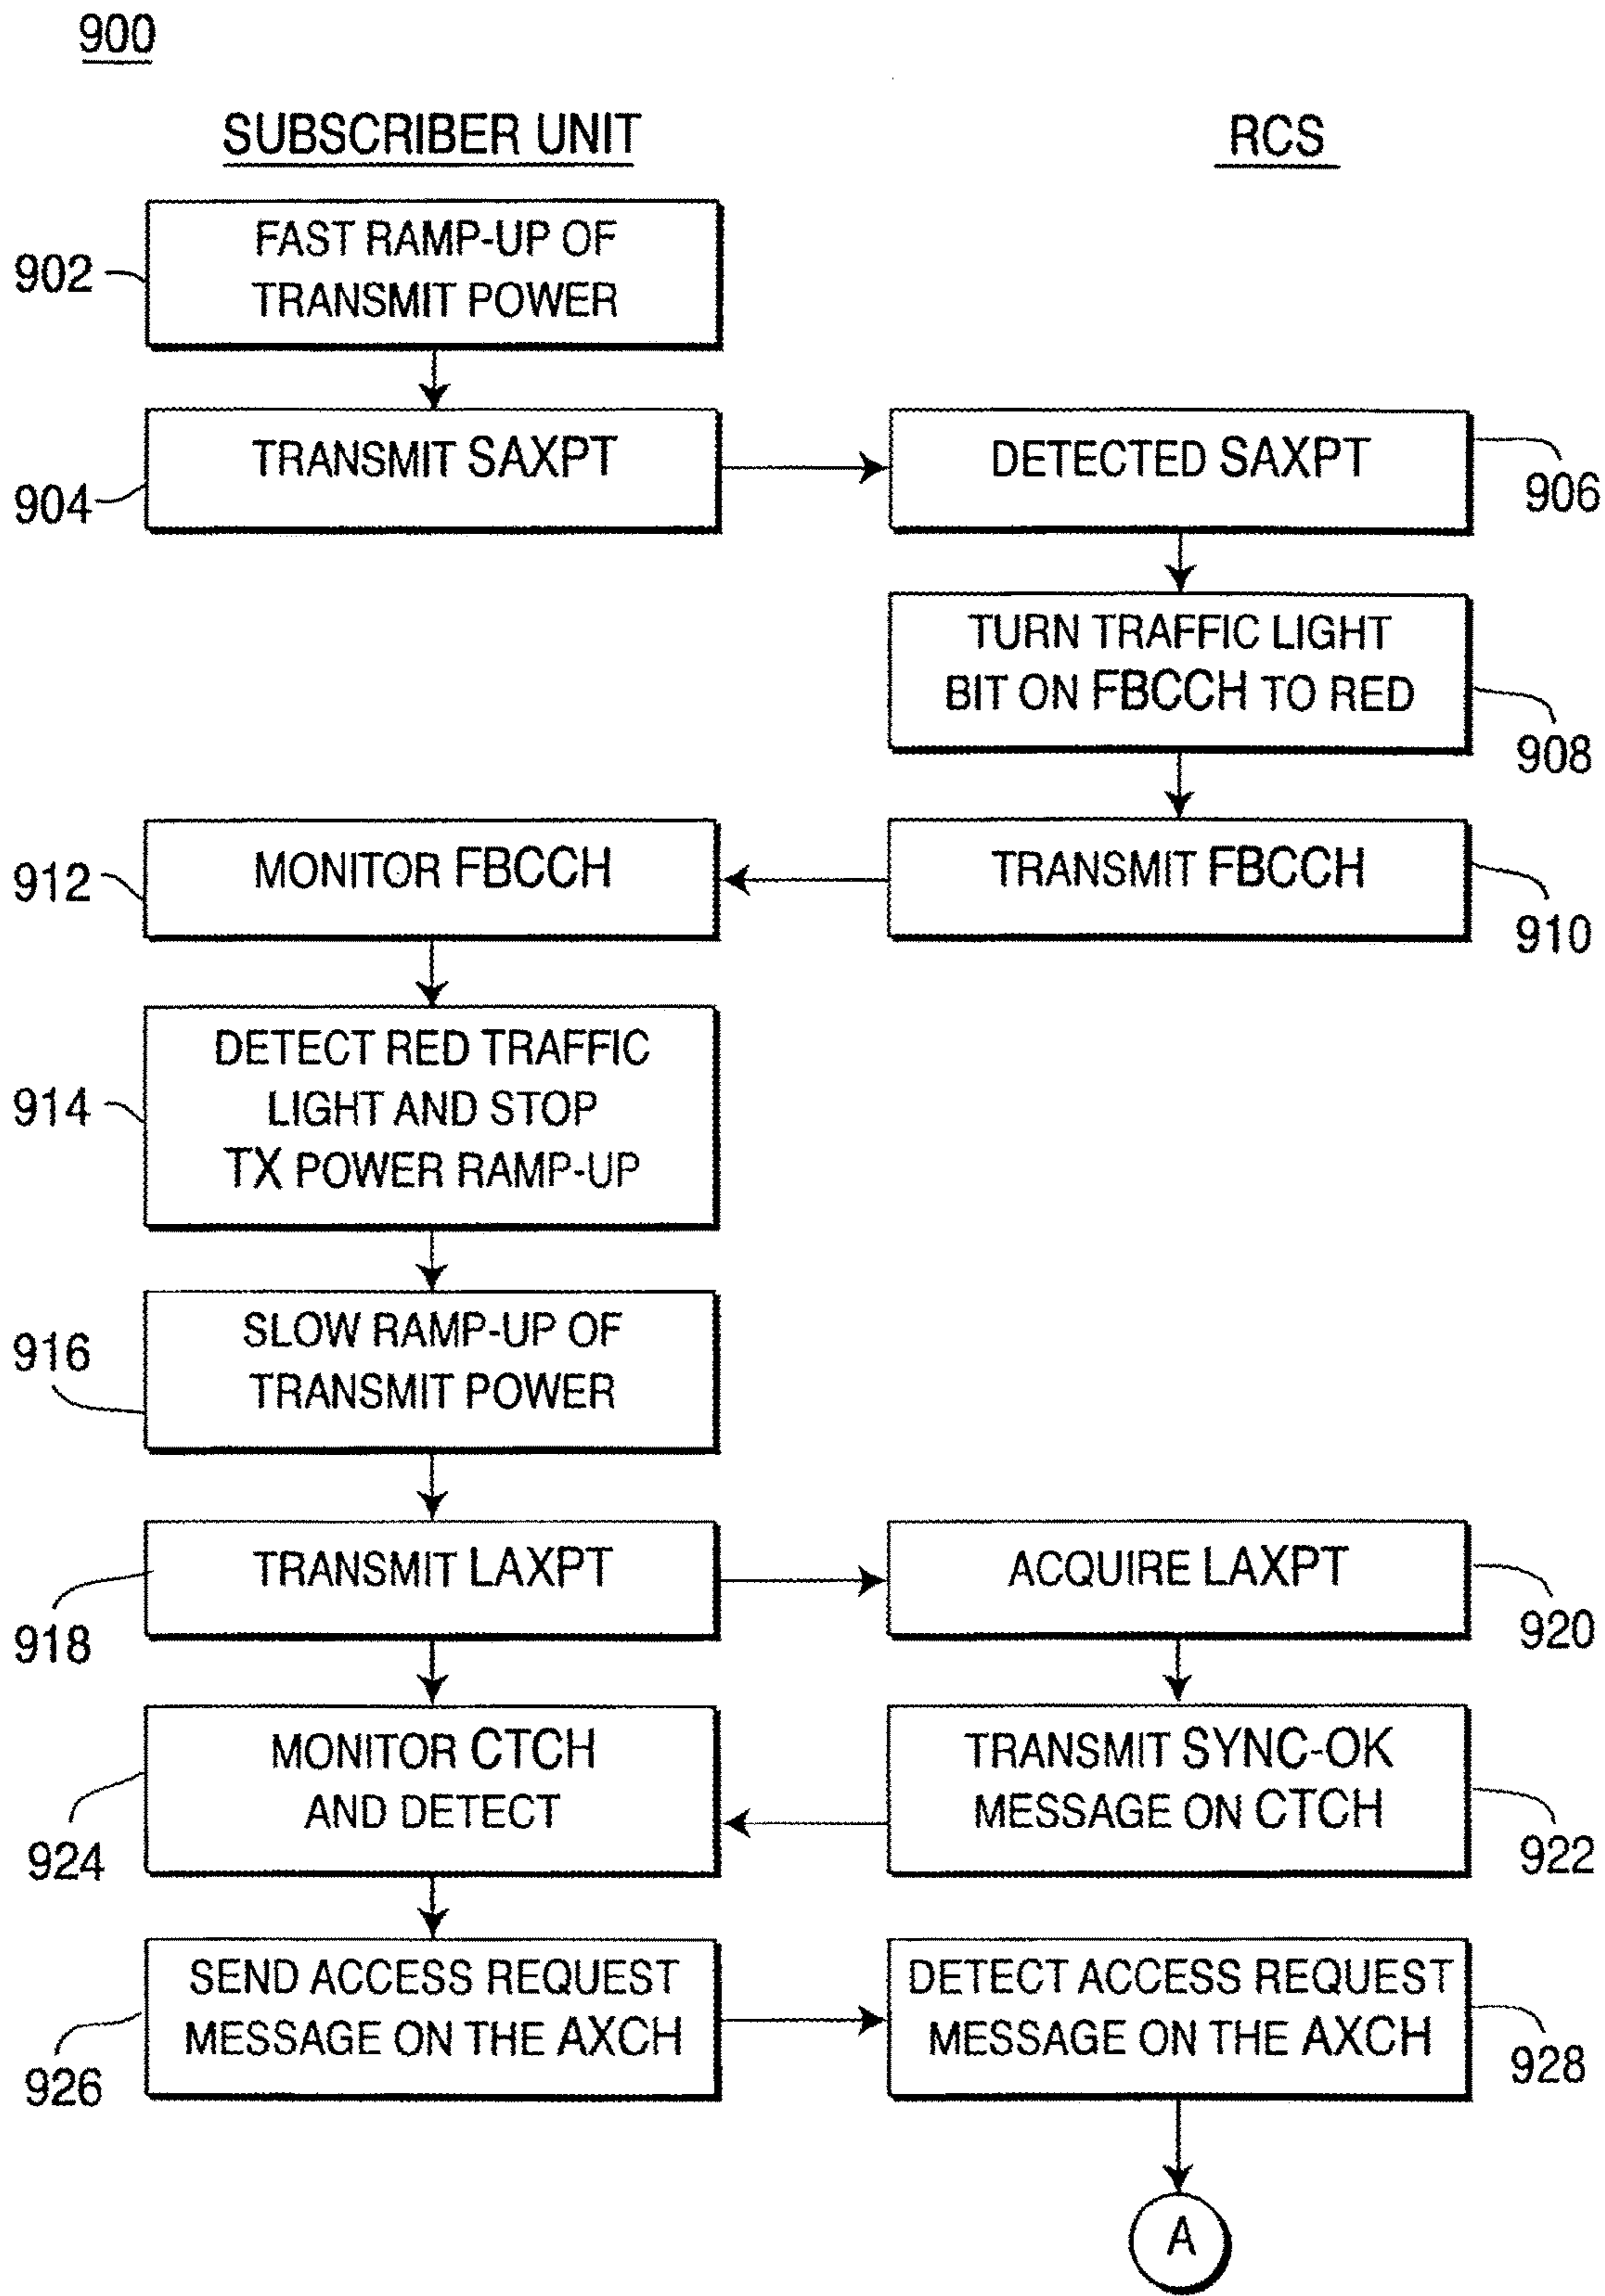 900
SUBSCRIBER UNIT
RCS
902
FAST RAMP-UP OF
TRANSMIT POWER
904
TRANSMIT SAXPT
DETECTED SAXPT
906
TURN TRAFFIC LIGHT
BIT ON FBCCH TO RED
908
912
MONITOR FBCCH
TRANSMIT FBCCH
910
914
DETECT RED TRAFFIC
LIGHT AND STOP
TX POWER RAMP-UP
916
SLOW RAMP-UP OF
TRANSMIT POWER
918
TRANSMIT LAXPT
ACQUIRE LAXPT
920
924
MONITOR CTCH
AND DETECT
TRANSMIT SYNC-OK
MESSAGE ON CTCH
922
926
SEND ACCESS REQUEST
MESSAGE ON THE AXCH
DETECT ACCESS REQUEST
MESSAGE ON THE AXCH
928
A